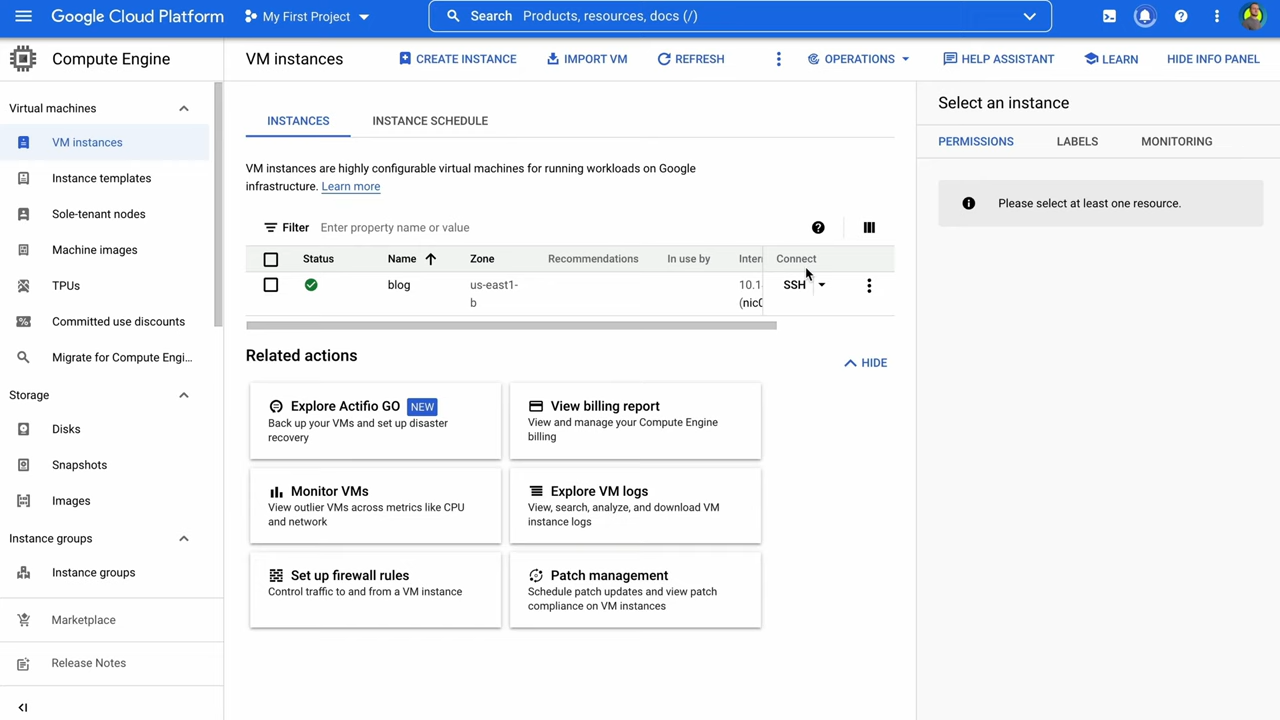 Google Cloud Platform
My First Project
Search Products, resources, docs (/)
Compute Engine
VM instances
CREATE INSTANCE
IMPORT VM
REFRESH
OPERATIONS
HELP ASSISTANT
LEARN
HIDE INFO PANEL
Virtual machines
VM instances
Instance templates
Sole-tenant nodes
Machine images
TPUs
Committed use discounts
Migrate for Compute Engi...
Storage
Disks
Snapshots
Images
Instance groups
Instance groups
Marketplace
Release Notes
INSTANCES
INSTANCE SCHEDULE
VM instances are highly configurable virtual machines for running workloads on Google
infrastructure. Learn more
Filter Enter property name or value
Status Name Zone Recommendations In use by Inter Connect
blog us-east1- 10.1 SSH
b (nic0
Related actions
HIDE
Explore Actifio GO NEW
Back up your VMs and set up disaster
recovery
View billing report
View and manage your Compute Engine
billing
Monitor VMs
View outlier VMs across metrics like CPU
and network
Explore VM logs
View, search, analyze, and download VM
instance logs
Set up firewall rules
Control traffic to and from a VM instance
Patch management
Schedule patch updates and view patch
compliance on VM instances
Select an instance
PERMISSIONS
LABELS
MONITORING
Please select at least one resource.